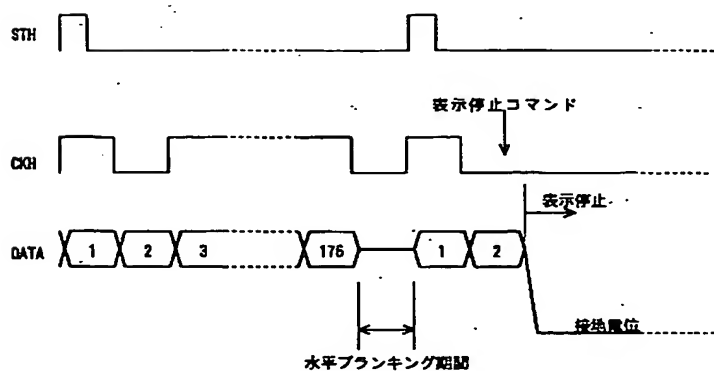 STH
表示停止コマンド
CKH
表示停止
DATA
1
2
3
176
1
2
接地電位
水平ブランキング期間